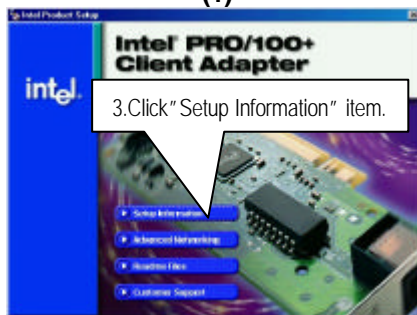 Intel Product Setup
Intel® PRO/100+
Client Adapter
intel.
3.Click"Setup Information" item.
Setup Information
Advanced Networking
Readme Files
Customer Support